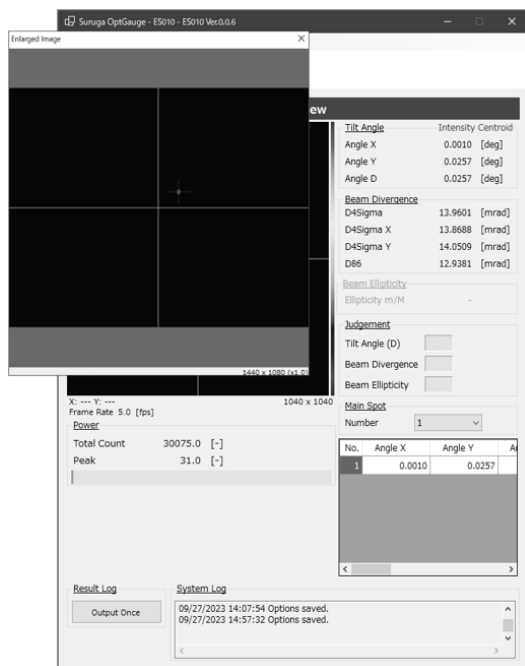 Suruga OptGauge - ES010 - ES010 Ver.0.0.6
Enlarged Image
ew
1440 x 1080 (x1.0)
X: --- Y: --- 1040 x 1040
Frame Rate 5.0 [fps]
Power
Total Count 30075.0 [-]
Peak 31.0 [-]
Tilt Angle Intensity Centroid
Angle X 0.0010 [deg]
Angle Y 0.0257 [deg]
Angle D 0.0257 [deg]
Beam Divergence
D4Sigma 13.9601 [mrad]
D4Sigma X 13.8688 [mrad]
D4Sigma Y 14.0509 [mrad]
D86 12.9381 [mrad]
Beam Ellipticity
Ellipticity m/M -
Judgement
Tilt Angle (D) -
Beam Divergence -
Beam Ellipticity -
Main Spot
Number 1
No. Angle X Angle Y A
1 0.0010 0.0257
Result Log
Output Once
System Log
09/27/2023 14:07:54 Options saved.
09/27/2023 14:57:32 Options saved.